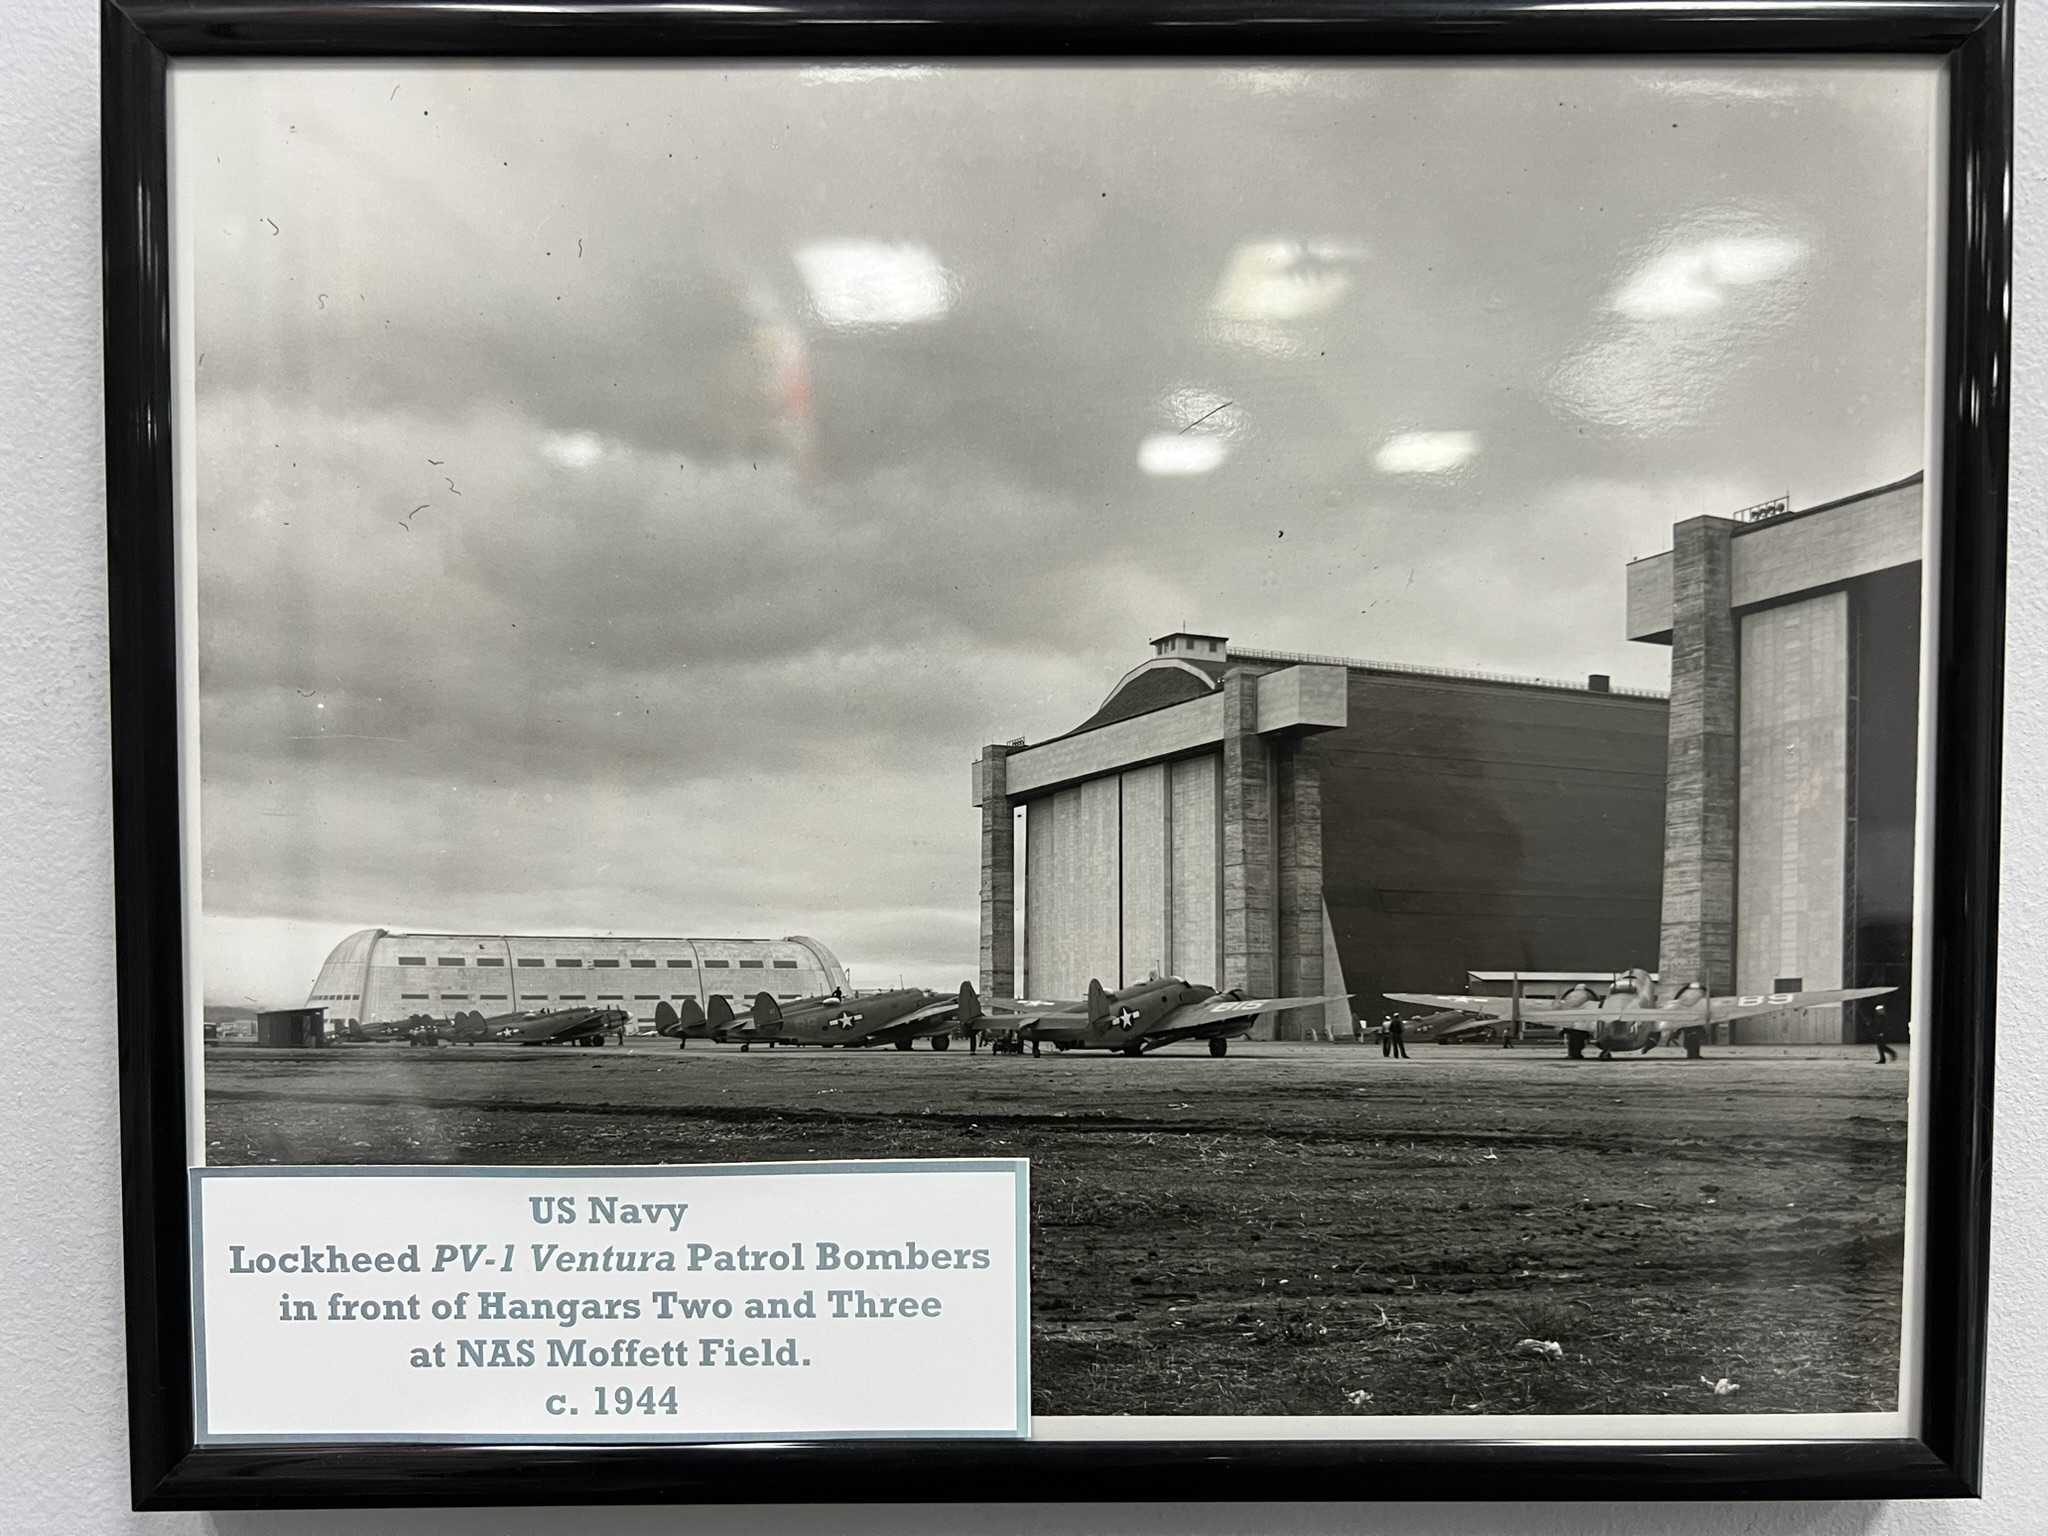 B9
US Navy
Lockheed PV-1 Ventura Patrol Bombers
in front of Hangars Two and Three
at NAS Moffett Field.
c. 1944